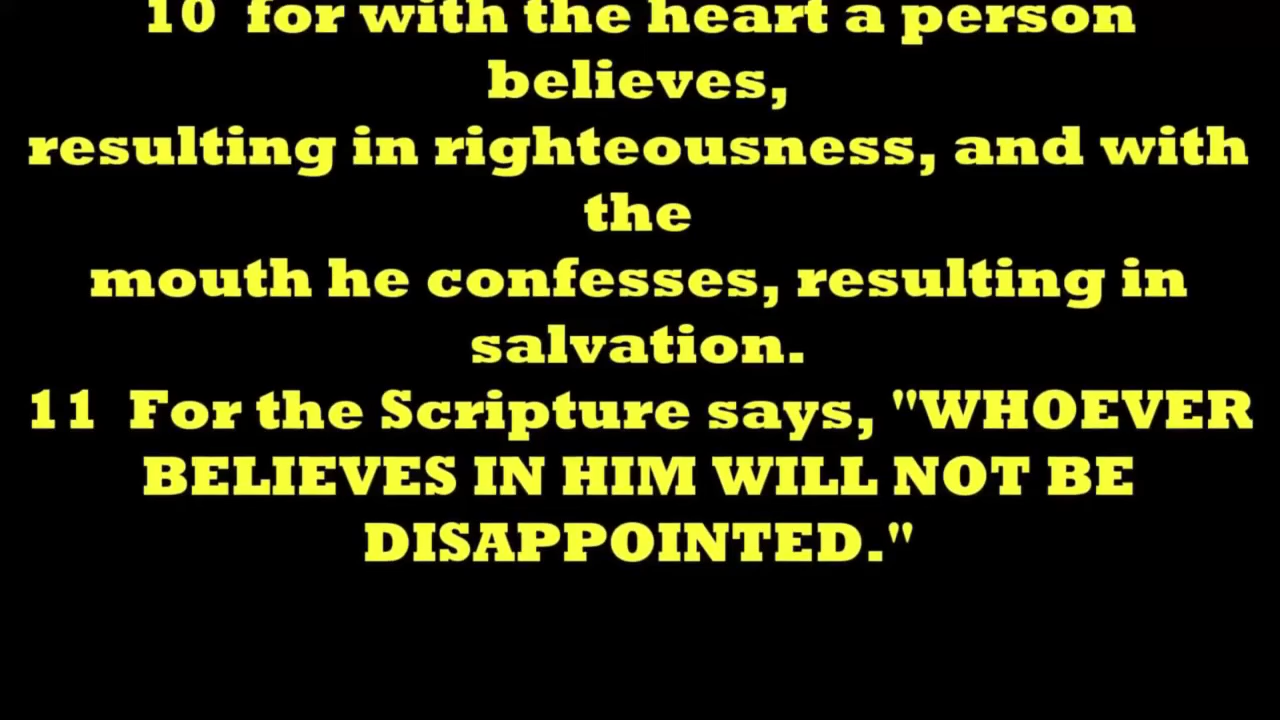 10 for with the heart a person
believes,
resulting in righteousness, and with
the
mouth he confesses, resulting in
salvation.
11 For the Scripture says, "WHOEVER
BELIEVES IN HIM WILL NOT BE
DISAPPOINTED."